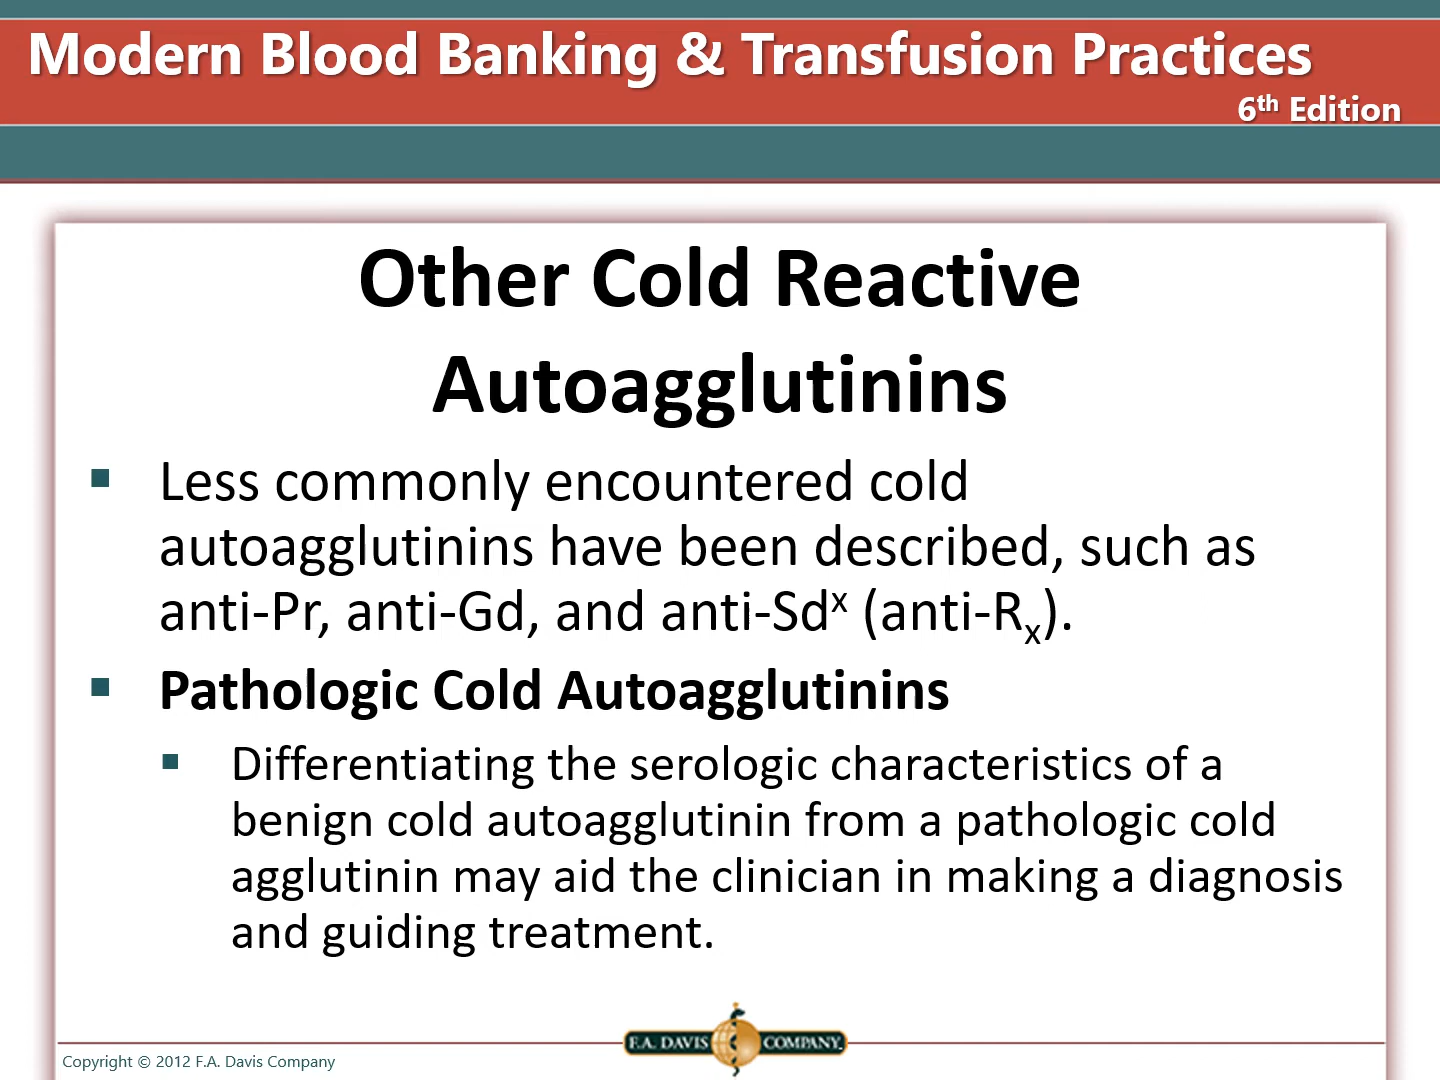 Modern Blood Banking & Transfusion Practices
6th Edition
Other Cold Reactive
Autoagglutinins
▪ Less commonly encountered cold
autoagglutinins have been described, such as
anti-Pr, anti-Gd, and anti-Sdˣ (anti-Rₓ).
▪ Pathologic Cold Autoagglutinins
▪ Differentiating the serologic characteristics of a
benign cold autoagglutinin from a pathologic cold
agglutinin may aid the clinician in making a diagnosis
and guiding treatment.
F.A. DAVIS COMPANY
Copyright © 2012 F.A. Davis Company